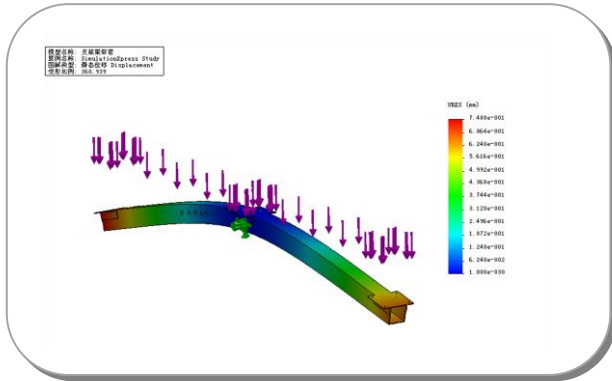 模型名称: 支架梁智密
算例名称: SimulationXpress Study
图解类型: 静态位移 Displacement
变形比例: 360.939
URES (mm)
7.488e-001
6.864e-001
6.240e-001
5.616e-001
4.992e-001
4.368e-001
3.744e-001
3.120e-001
2.496e-001
1.872e-001
1.248e-001
6.240e-002
1.000e-030